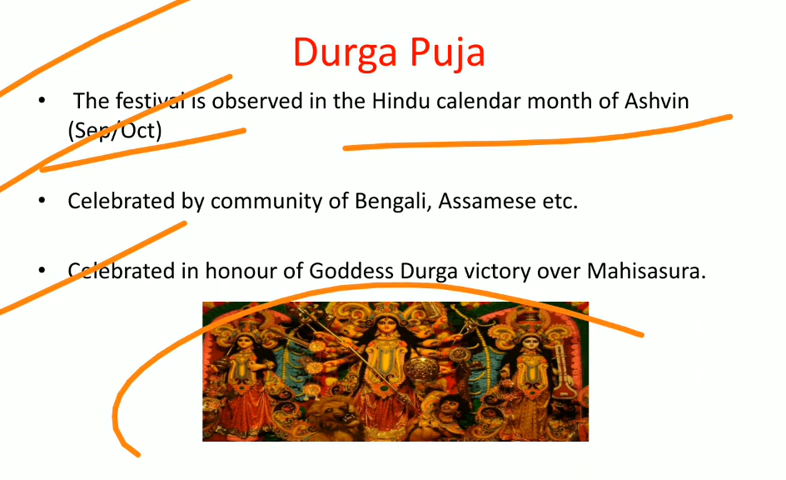 Durga Puja
• The festival is observed in the Hindu calendar month of Ashvin
(Sep/Oct)
• Celebrated by community of Bengali, Assamese etc.
• Celebrated in honour of Goddess Durga victory over Mahisasura.